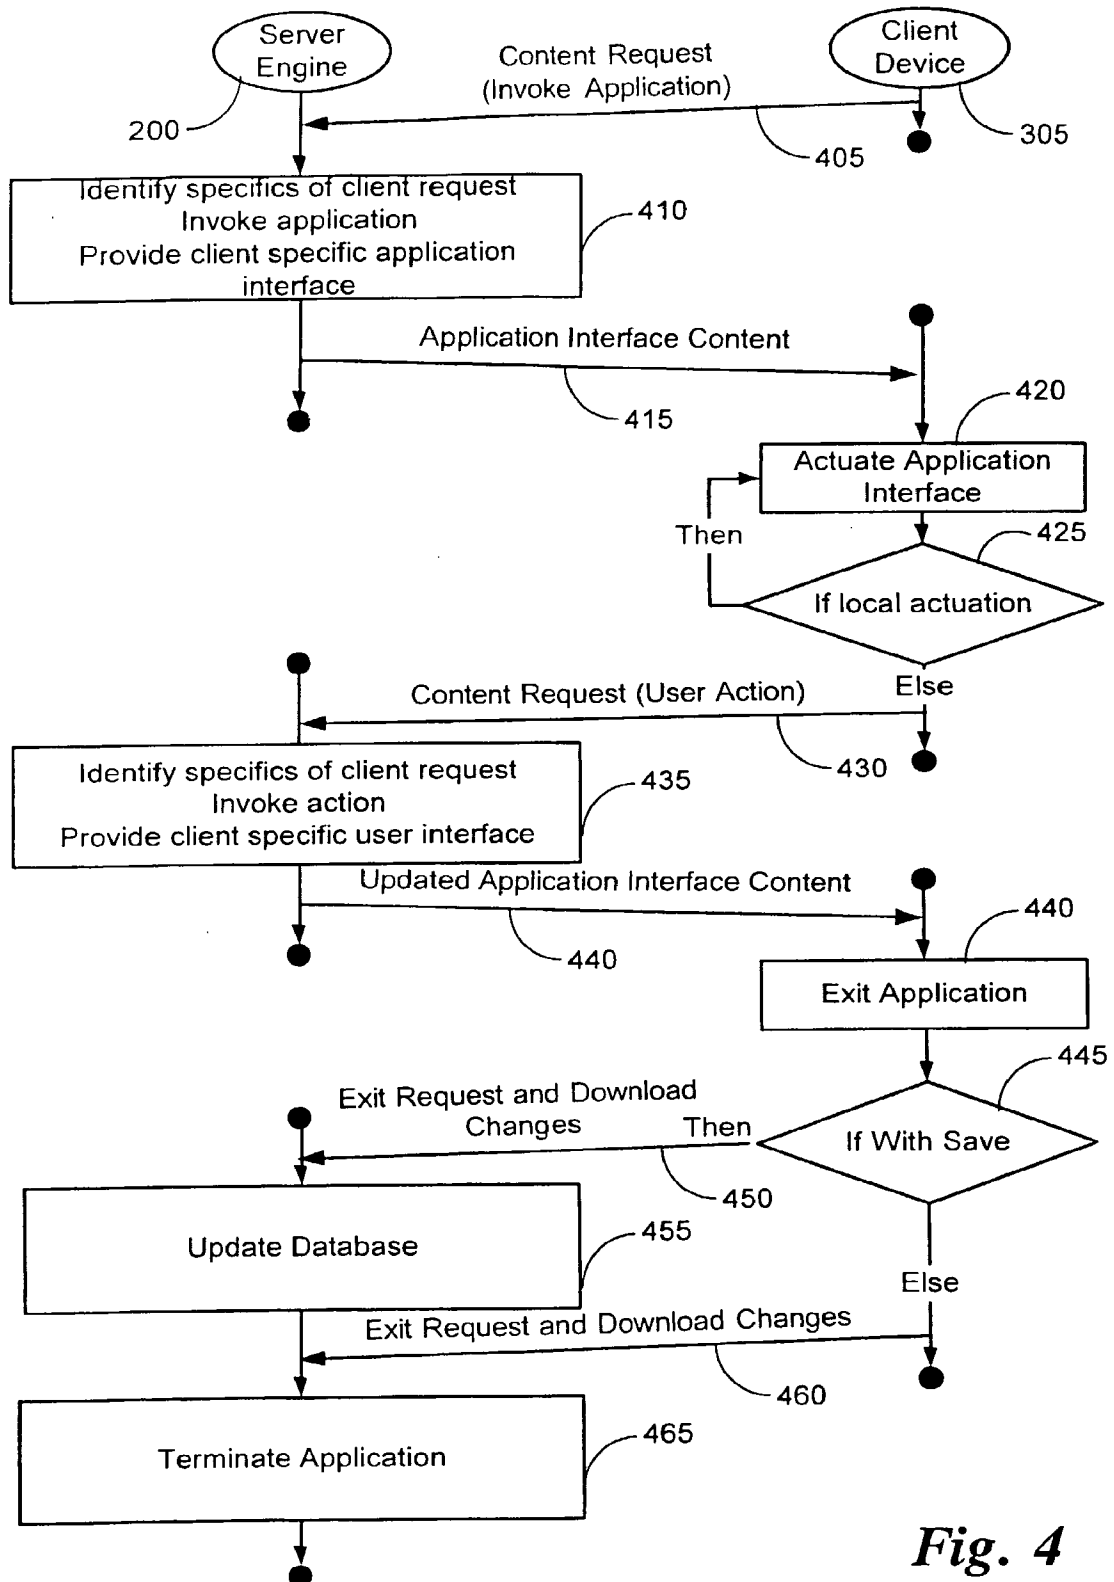 Server
Engine
Content Request
(Invoke Application)
Client
Device
200
405
305
Identify specifics of client request
Invoke application
Provide client specific application
interface
410
Application Interface Content
415
420
Actuate Application
Interface
Then
425
If local actuation
Else
Content Request (User Action)
430
Identify specifics of client request
Invoke action
Provide client specific user interface
435
Updated Application Interface Content
440
440
Exit Application
445
Exit Request and Download
Changes
Then
If With Save
450
Update Database
455
Else
Exit Request and Download Changes
460
Terminate Application
465
Fig. 4